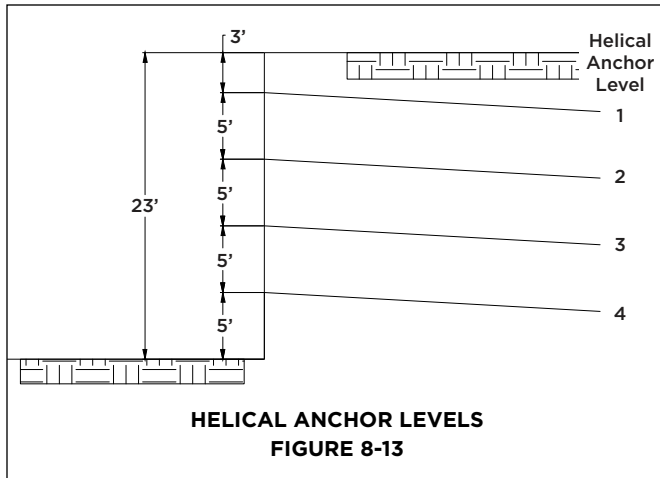 3’
Helical
Anchor
Level
1
5’
2
5’
23’
3
5’
4
5’
HELICAL ANCHOR LEVELS
FIGURE 8-13